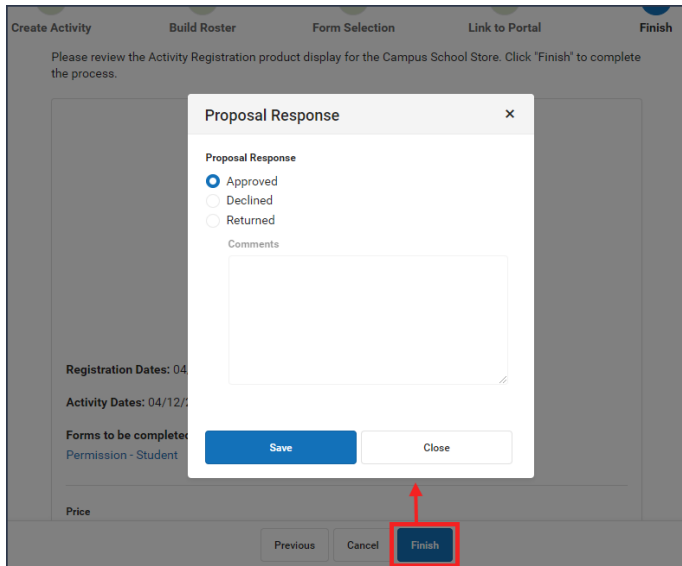 Create Activity Build Roster Form Selection Link to Portal Finish
Please review the Activity Registration product display for the Campus School Store. Click "Finish" to complete
the process.
Proposal Response ×
Proposal Response
Approved
Declined
Returned
Comments
Registration Dates: 04
Activity Dates: 04/12/
Forms to be completed
Permission - Student
Save Close
Price
Previous Cancel Finish